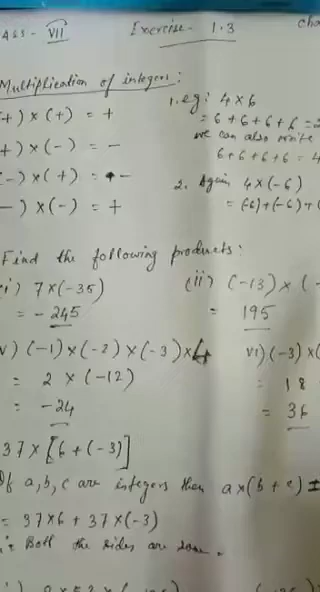 ASS - VII Exercise - 1.3
Multiplication of integers:
+) × (+) = +
+) × (-) = -
-) × (+) = -
-) × (-) = +
1. eg: 4 × 6
= 6 + 6 + 6 + 6 = 2
we can also write
6 + 6 + 6 + 6 = 4
2. Again 4 × (-6)
= (-6) + (-6) + (
Find the following products:
i) 7 × (-35)
= - 245
(ii) (-13) × (-
= 195
v) (-1) × (-2) × (-3) × 4
= 2 × (-12)
= -24
vi) (-3) × (
= 18
= 36
37 × [6 + (-3)]
If a, b, c are integers then a × (b + c) =
= 37×6 + 37 × (-3)
Both the sides are same.